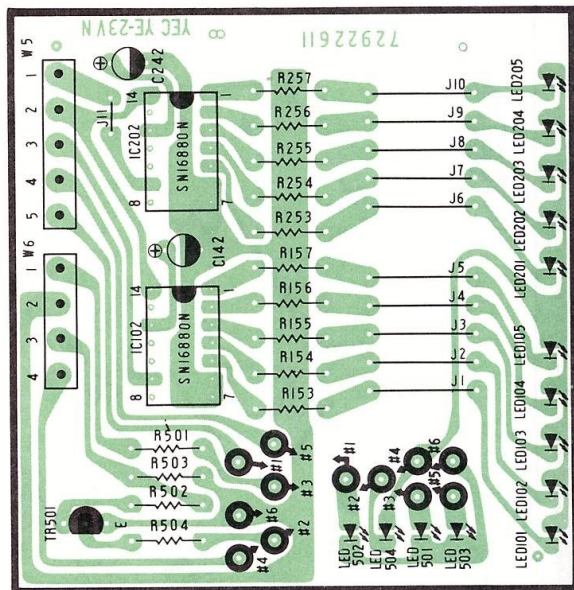 YEC YE-23VN
72922611
W5
1
2
3
4
5
C242
J11
14
1
IC202
SN16880N
8
7
R257
R256
R255
R254
R253
J10
J9
J8
J7
J6
LED205
LED204
LED203
LED202
LED201
W6
1
2
3
4
C142
14
1
IC102
SN16880N
8
7
R157
R156
R155
R154
R153
J5
J4
J3
J2
J1
LED105
LED104
LED103
LED102
LED101
R501
R503
R502
R504
TR501
E
#1
#5
#3
#6
#2
#4
#1
#4
#6
#5
#2
#3
LED
502
LED
504
LED
501
LED
503